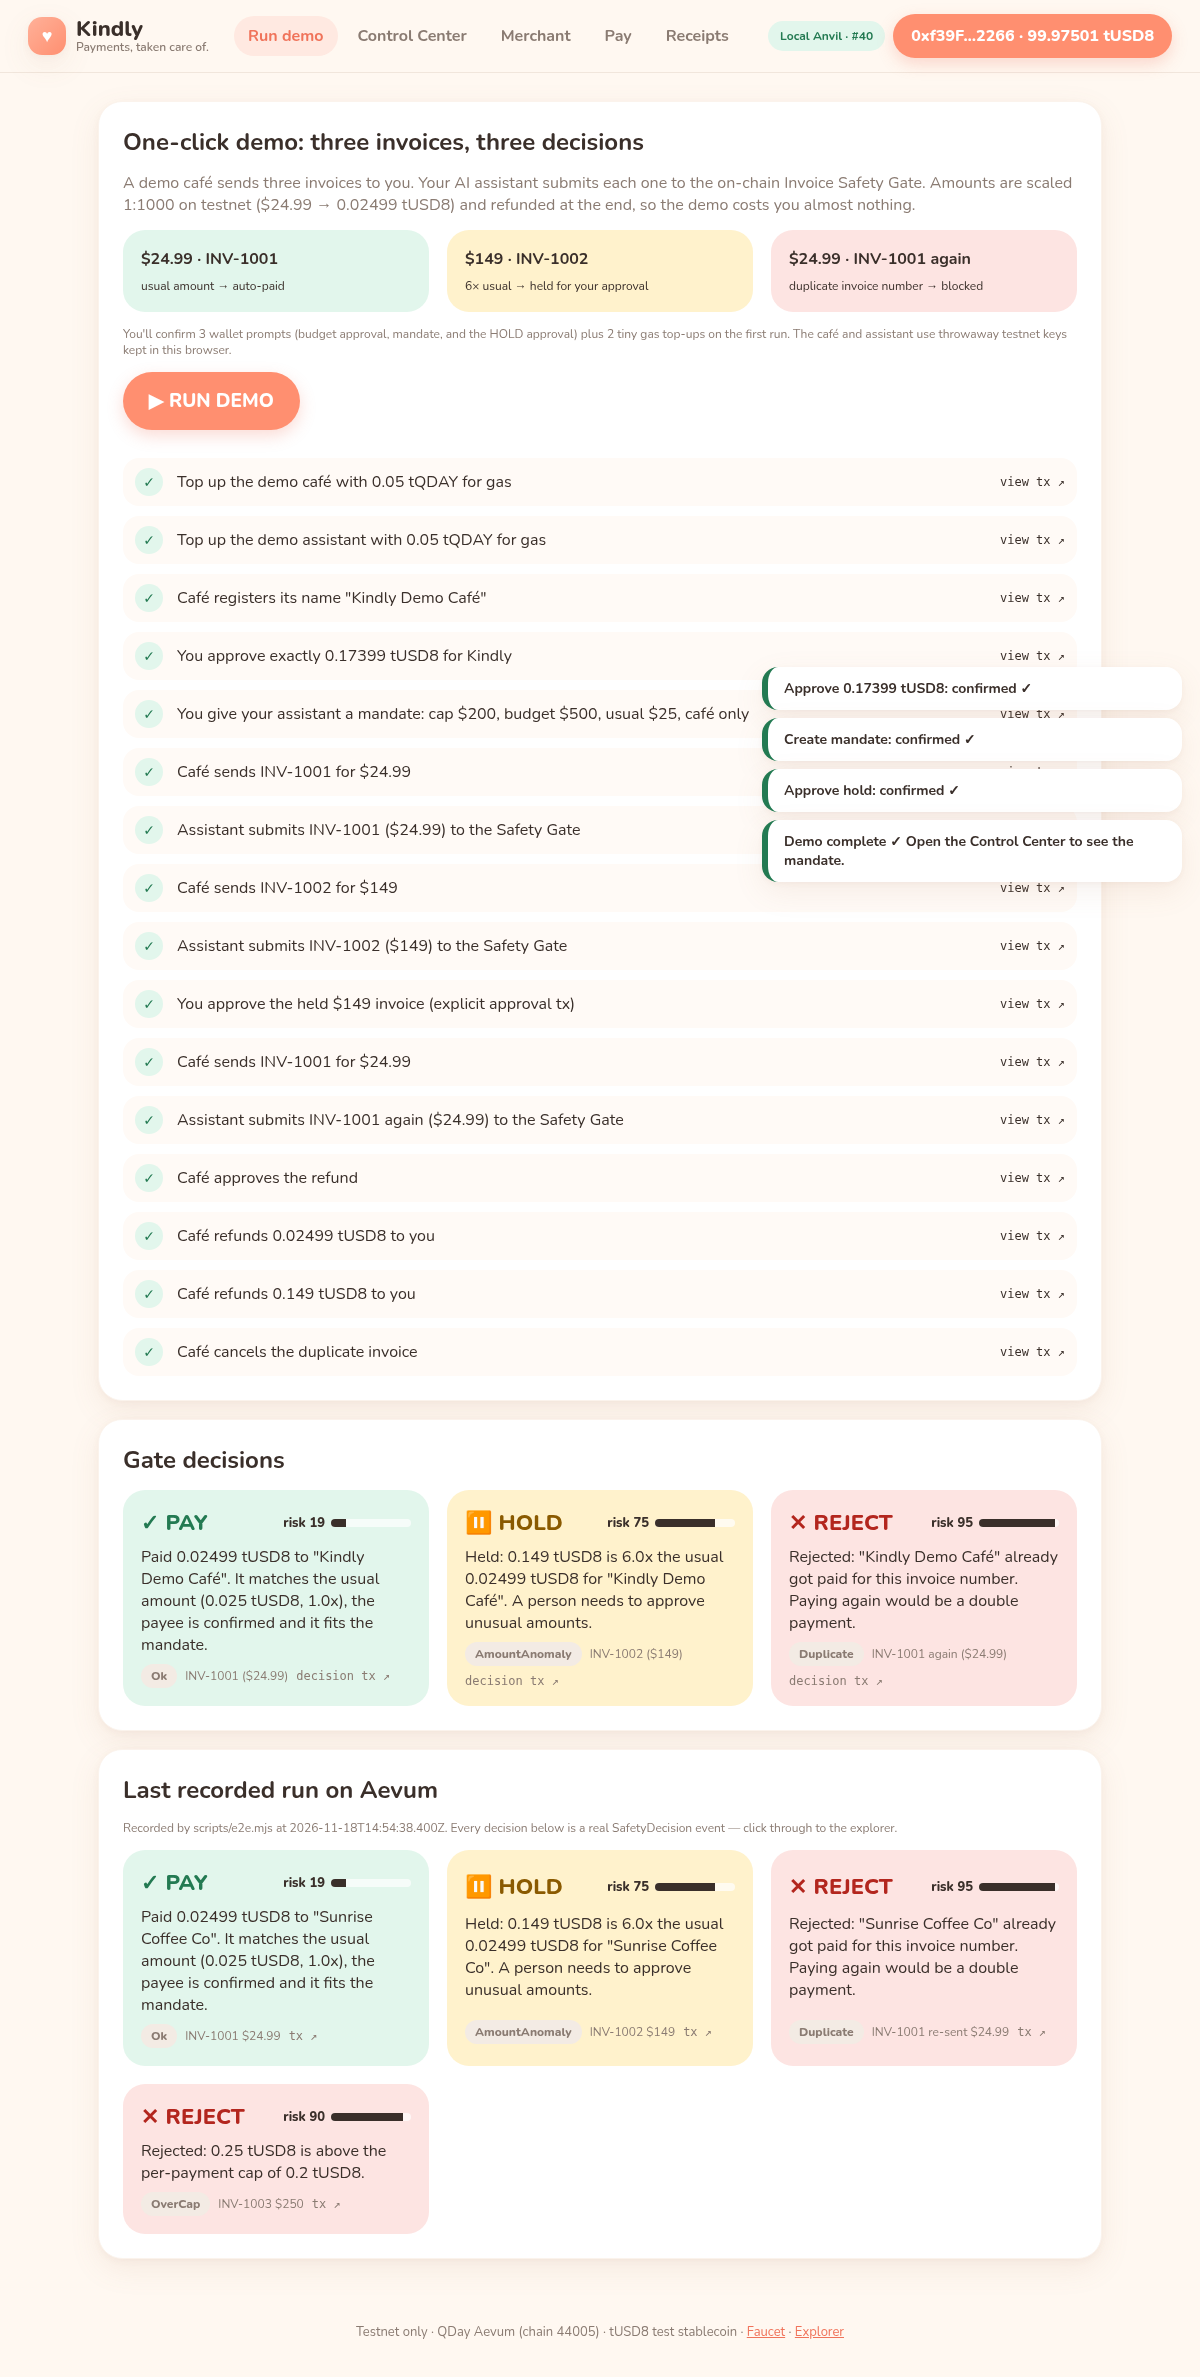 ♥ Kindly
Payments, taken care of.
Run demo Control Center Merchant Pay Receipts
Local Anvil · #40
0xf39F…2266 · 99.97501 tUSD8
One-click demo: three invoices, three decisions
A demo café sends three invoices to you. Your AI assistant submits each one to the on-chain Invoice Safety Gate. Amounts are scaled
1:1000 on testnet ($24.99 → 0.02499 tUSD8) and refunded at the end, so the demo costs you almost nothing.
$24.99 · INV-1001
usual amount → auto-paid
$149 · INV-1002
6× usual → held for your approval
$24.99 · INV-1001 again
duplicate invoice number → blocked
You'll confirm 3 wallet prompts (budget approval, mandate, and the HOLD approval) plus 2 tiny gas top-ups on the first run. The café and assistant use throwaway testnet keys
kept in this browser.
▶ RUN DEMO
✓ Top up the demo café with 0.05 tQDAY for gas view tx ↗
✓ Top up the demo assistant with 0.05 tQDAY for gas view tx ↗
✓ Café registers its name "Kindly Demo Café" view tx ↗
✓ You approve exactly 0.17399 tUSD8 for Kindly view tx ↗
✓ You give your assistant a mandate: cap $200, budget $500, usual $25, café only view tx ↗
✓ Café sends INV-1001 for $24.99
✓ Assistant submits INV-1001 ($24.99) to the Safety Gate
✓ Café sends INV-1002 for $149 view tx ↗
✓ Assistant submits INV-1002 ($149) to the Safety Gate view tx ↗
✓ You approve the held $149 invoice (explicit approval tx) view tx ↗
✓ Café sends INV-1001 for $24.99 view tx ↗
✓ Assistant submits INV-1001 again ($24.99) to the Safety Gate view tx ↗
✓ Café approves the refund view tx ↗
✓ Café refunds 0.02499 tUSD8 to you view tx ↗
✓ Café refunds 0.149 tUSD8 to you view tx ↗
✓ Café cancels the duplicate invoice view tx ↗
Approve 0.17399 tUSD8: confirmed ✓
Create mandate: confirmed ✓
Approve hold: confirmed ✓
Demo complete ✓ Open the Control Center to see the
mandate.
Gate decisions
✓ PAY risk 19
Paid 0.02499 tUSD8 to "Kindly
Demo Café". It matches the usual
amount (0.025 tUSD8, 1.0x), the
payee is confirmed and it fits the
mandate.
Ok INV-1001 ($24.99) decision tx ↗
⏸ HOLD risk 75
Held: 0.149 tUSD8 is 6.0x the usual
0.02499 tUSD8 for "Kindly Demo
Café". A person needs to approve
unusual amounts.
AmountAnomaly INV-1002 ($149)
decision tx ↗
✕ REJECT risk 95
Rejected: "Kindly Demo Café" already
got paid for this invoice number.
Paying again would be a double
payment.
Duplicate INV-1001 again ($24.99)
decision tx ↗
Last recorded run on Aevum
Recorded by scripts/e2e.mjs at 2026-11-18T14:54:38.400Z. Every decision below is a real SafetyDecision event — click through to the explorer.
✓ PAY risk 19
Paid 0.02499 tUSD8 to "Sunrise
Coffee Co". It matches the usual
amount (0.025 tUSD8, 1.0x), the
payee is confirmed and it fits the
mandate.
Ok INV-1001 $24.99 tx ↗
⏸ HOLD risk 75
Held: 0.149 tUSD8 is 6.0x the usual
0.02499 tUSD8 for "Sunrise Coffee
Co". A person needs to approve
unusual amounts.
AmountAnomaly INV-1002 $149 tx ↗
✕ REJECT risk 95
Rejected: "Sunrise Coffee Co" already
got paid for this invoice number.
Paying again would be a double
payment.
Duplicate INV-1001 re-sent $24.99 tx ↗
✕ REJECT risk 90
Rejected: 0.25 tUSD8 is above the
per-payment cap of 0.2 tUSD8.
OverCap INV-1003 $250 tx ↗
Testnet only · QDay Aevum (chain 44005) · tUSD8 test stablecoin · Faucet · Explorer